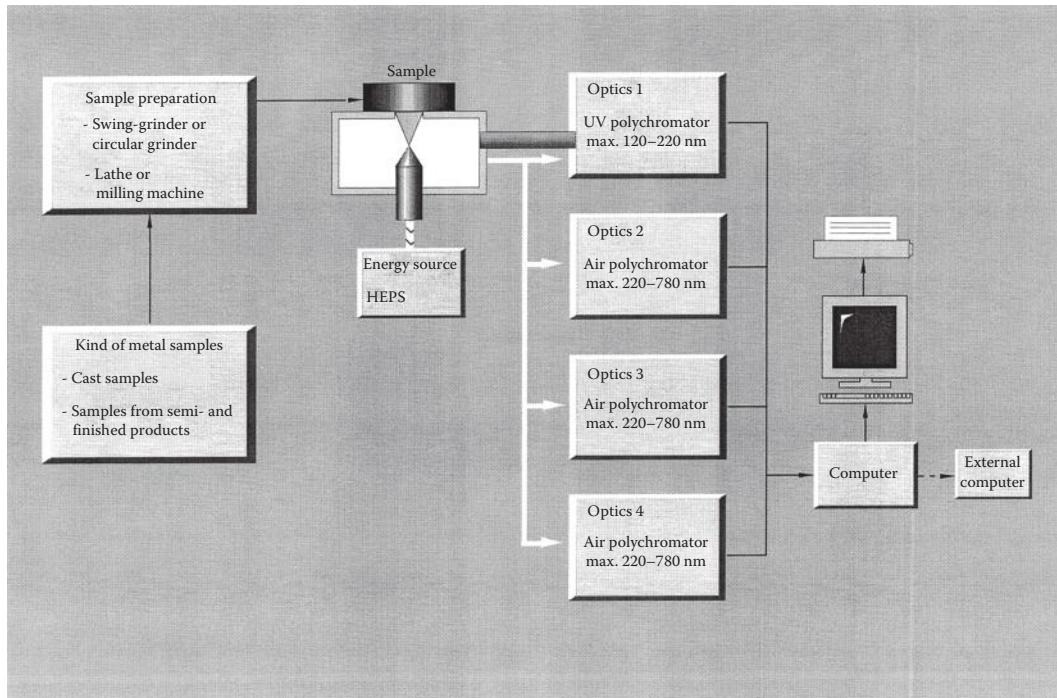 Sample preparation
- Swing-grinder or
circular grinder
- Lathe or
milling machine
Kind of metal samples
- Cast samples
- Samples from semi- and
finished products
Sample
Energy source
HEPS
Optics 1
UV polychromator
max. 120–220 nm
Optics 2
Air polychromator
max. 220–780 nm
Optics 3
Air polychromator
max. 220–780 nm
Optics 4
Air polychromator
max. 220–780 nm
Computer
External
computer